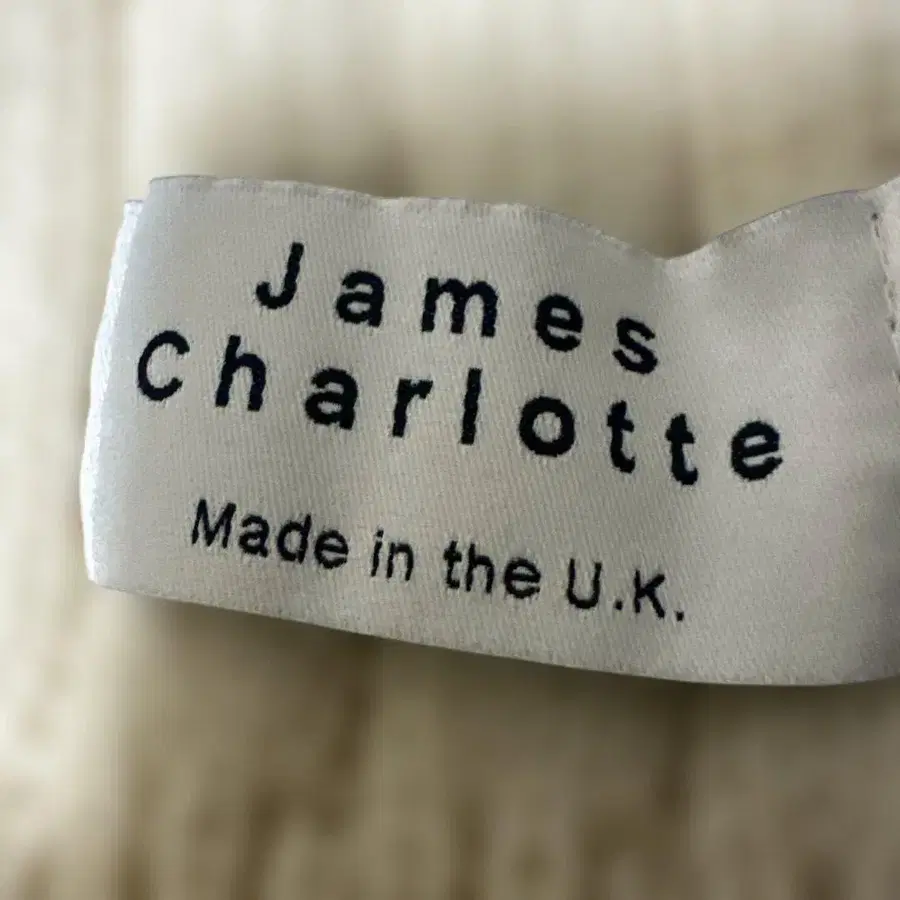 James
Charlotte
Made in the U.K.